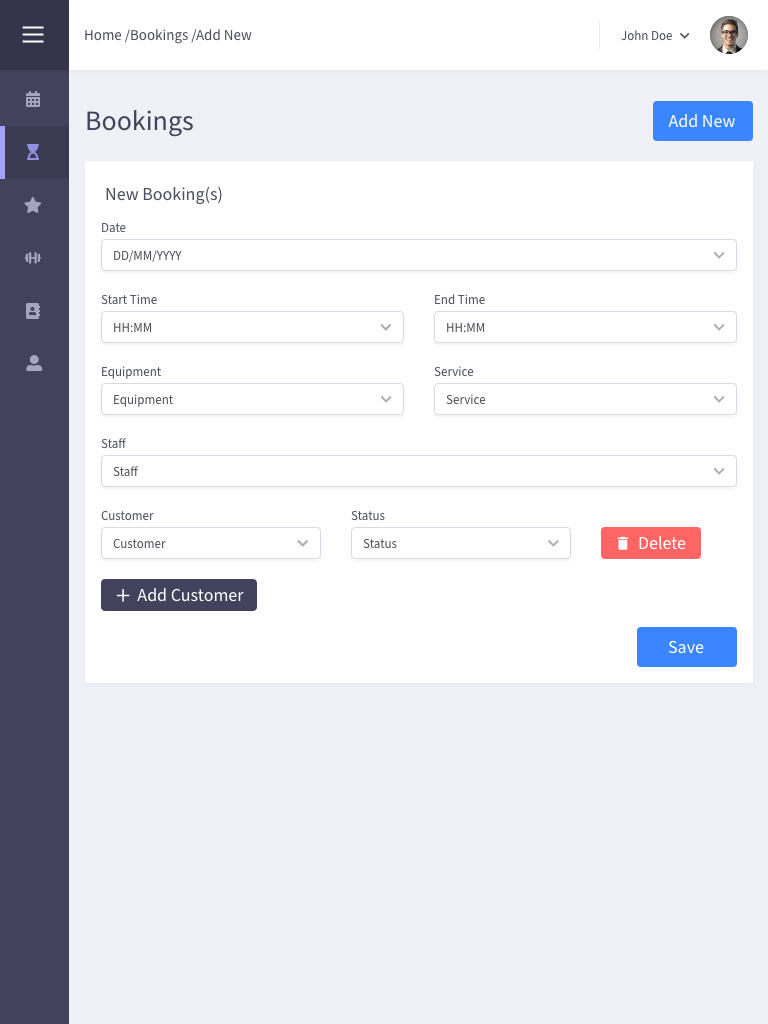 Home /Bookings /Add New
John Doe
Bookings
Add New
New Booking(s)
Date
DD/MM/YYYY
Start Time
End Time
HH:MM
HH:MM
Equipment
Service
Equipment
Service
Staff
Staff
Customer
Status
Customer
Status
Delete
Add Customer
Save